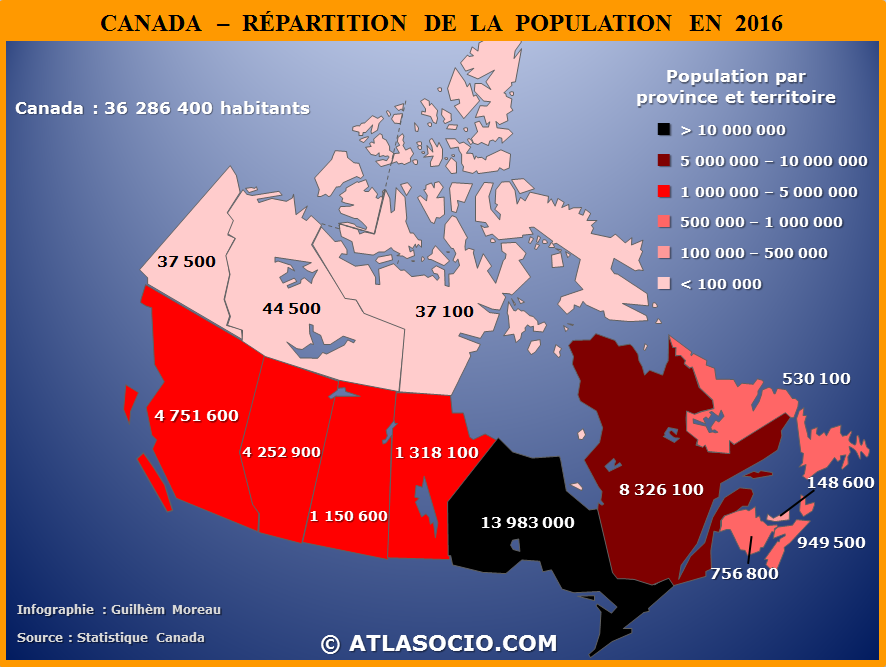 CANADA – RÉPARTITION DE LA POPULATION EN 2016
Canada : 36 286 400 habitants
Population par
province et territoire
> 10 000 000
5 000 000 – 10 000 000
1 000 000 – 5 000 000
500 000 – 1 000 000
100 000 – 500 000
< 100 000
37 500
44 500
37 100
530 100
4 751 600
4 252 900
1 318 100
148 600
8 326 100
1 150 600
13 983 000
949 500
756 800
Infographie : Guilhèm Moreau
Source : Statistique Canada
© ATLASOCIO.COM